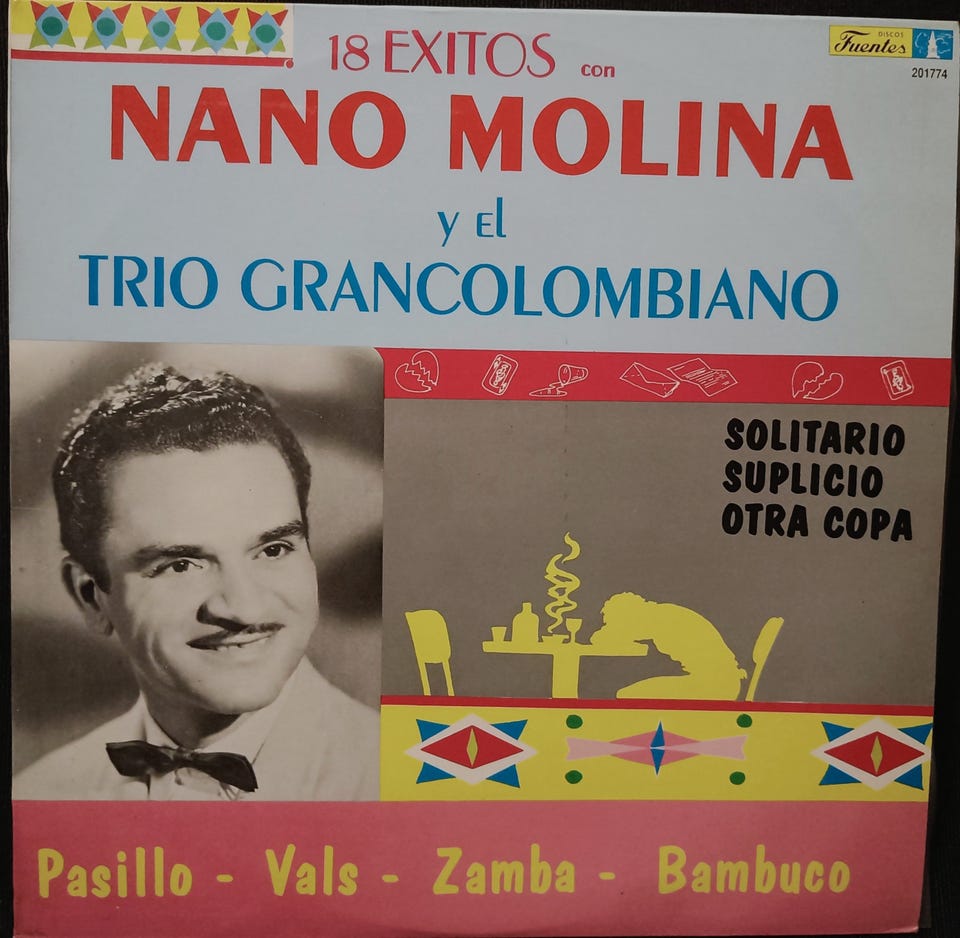 18 EXITOS con
DISCOS
Fuentes
201774
NANO MOLINA
y el
TRIO GRANCOLOMBIANO
SOLITARIO
SUPLICIO
OTRA COPA
Pasillo - Vals - Zamba - Bambuco